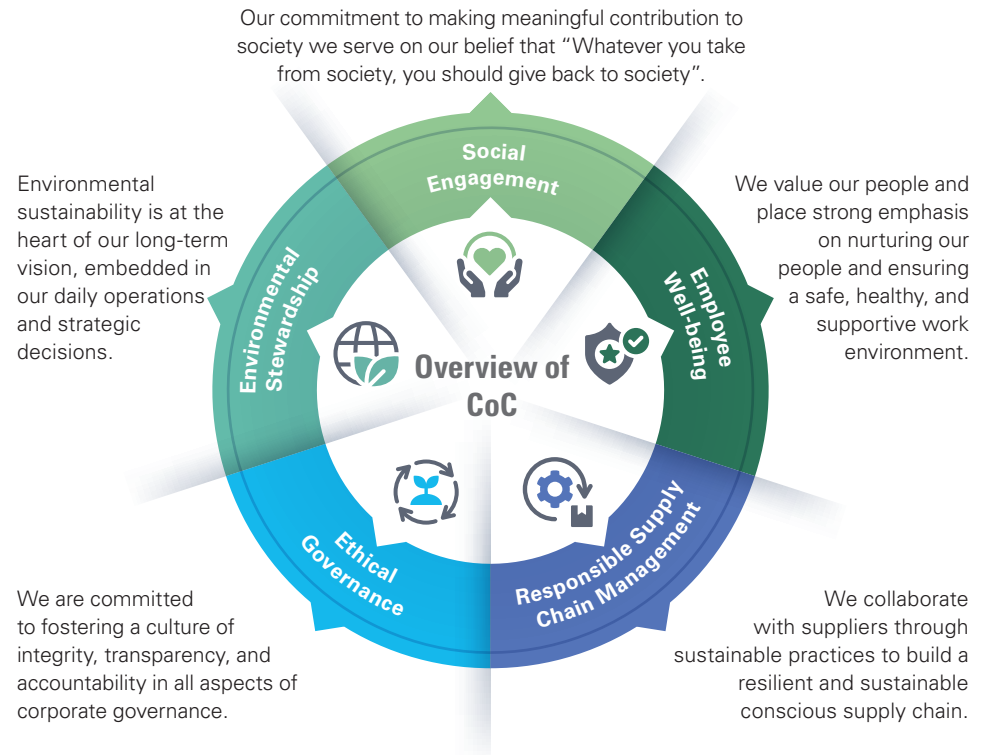 Our commitment to making meaningful contribution to
society we serve on our belief that “Whatever you take
from society, you should give back to society”.
Social
Engagement
Environmental
sustainability is at the
heart of our long-term
vision, embedded in
our daily operations
and strategic
decisions.
Environmental
Stewardship
We value our people and
place strong emphasis
on nurturing our
people and ensuring
a safe, healthy, and
supportive work
environment.
Employee
Well-being
Overview of
CoC
Ethical
Governance
Responsible Supply
Chain Management
We are committed
to fostering a culture of
integrity, transparency, and
accountability in all aspects of
corporate governance.
We collaborate
with suppliers through
sustainable practices to build a
resilient and sustainable
conscious supply chain.